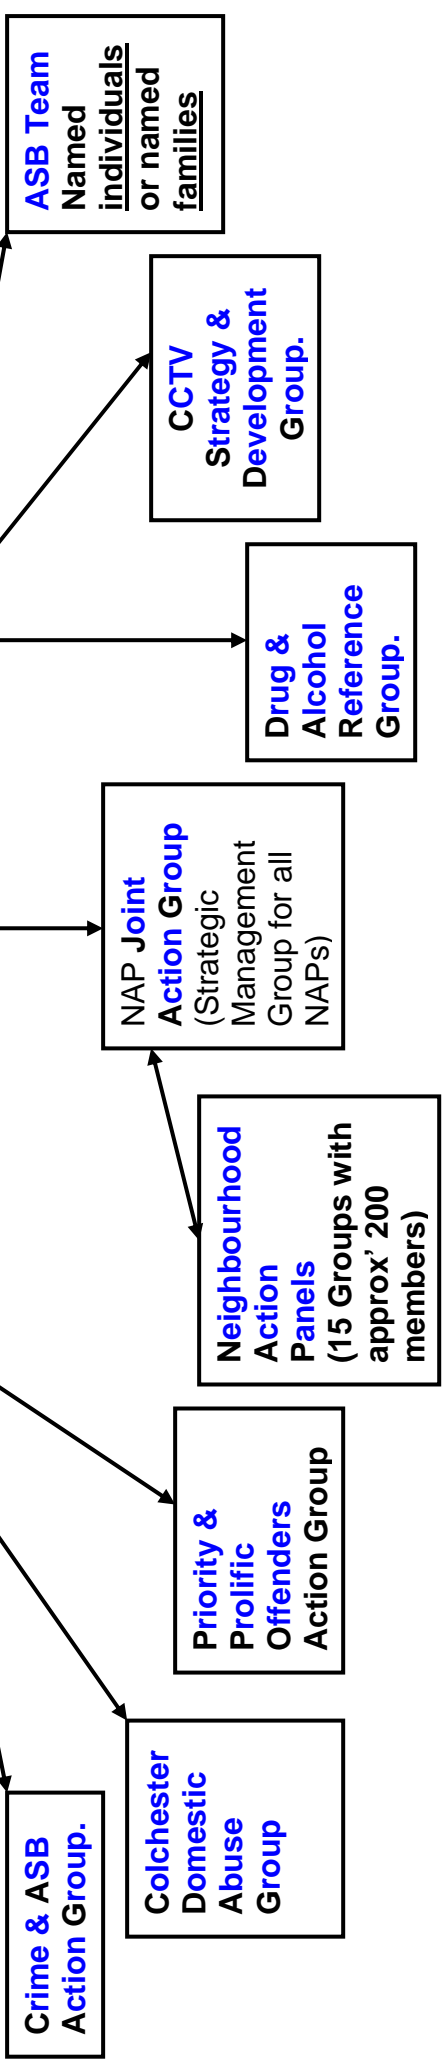 Crime & ASB
Action Group.
Colchester
Domestic
Abuse
Group
Priority &
Prolific
Offenders
Action Group
Neighbourhood
Action
Panels
(15 Groups with
approx’ 200
members)
NAP Joint
Action Group
(Strategic
Management
Group for all
NAPs)
Drug &
Alcohol
Reference
Group.
CCTV
Strategy &
Development
Group.
ASB Team
Named
individuals
or named
families